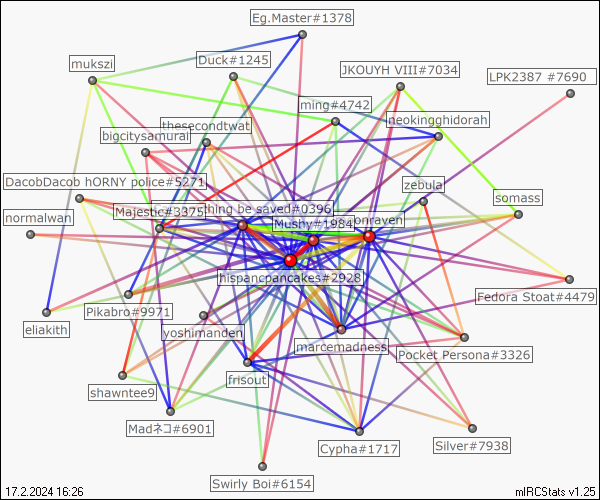 Eg.Master#1378
mukszi
Duck#1245
JKOUYH VIII#7034
LPK2387 #7690
ming#4742
neokingghidorah
thesecondtwat
bigcitysamurai
DacobDacob hORNY police#5271
zebulal
somass
normalwan
Majestic#3375
hing be saved#0396
Mushy#1984
onraven
hispancpancakes#2928
Fedora Stoat#4479
Pikabro#9971
eliakith
yoshimanden
marcemadness
Pocket Persona#3326
frisout
shawntee9
Madネコ#6901
Cypha#1717
Silver#7938
Swirly Boi#6154
17.2.2024 16:26
mIRCStats v1.25